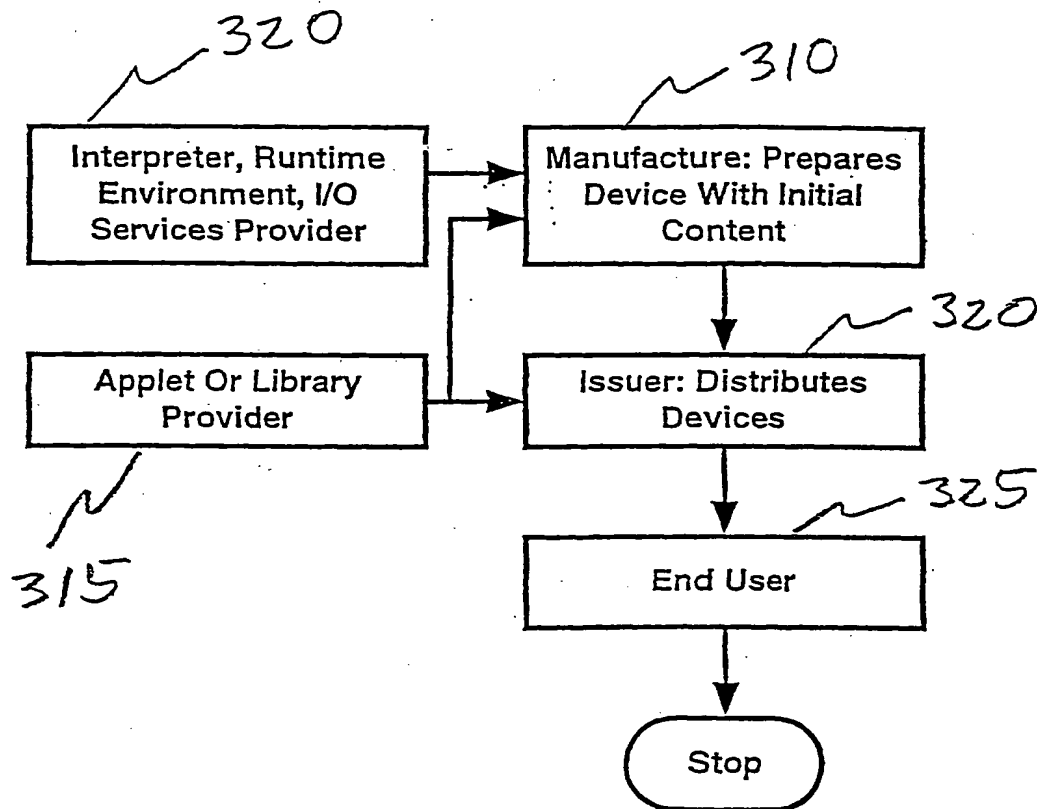 320
310
Interpreter, Runtime
Environment, I/O
Services Provider
Manufacture: Prepares
Device With Initial
Content
320
Applet Or Library
Provider
Issuer: Distributes
Devices
325
315
End User
Stop